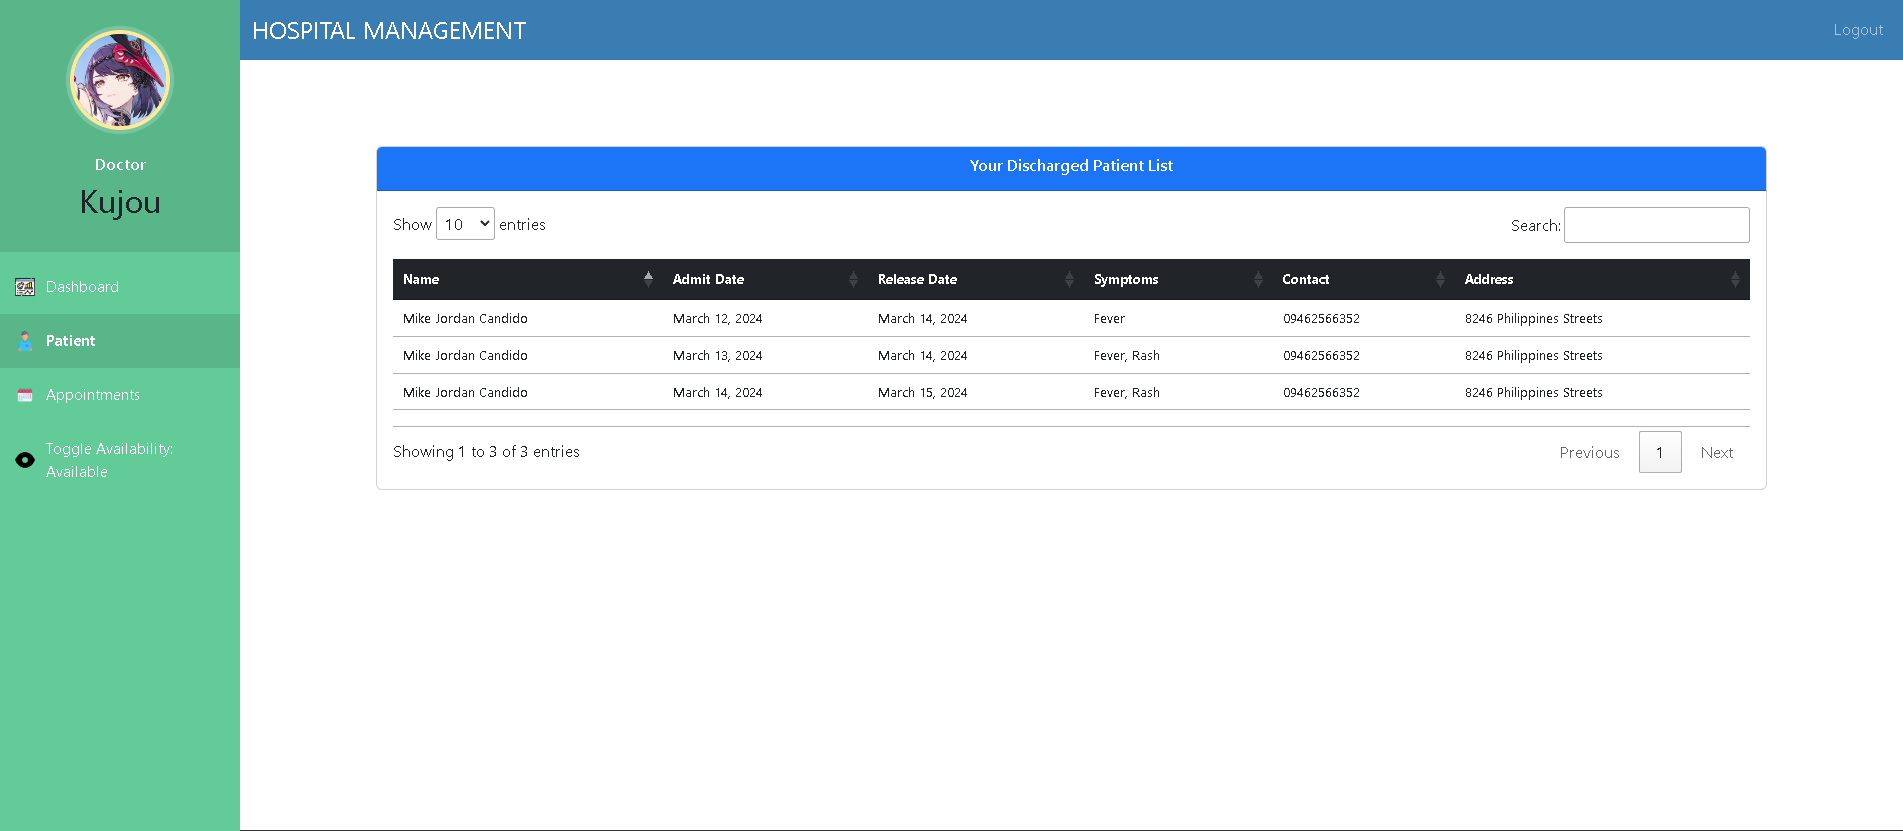 HOSPITAL MANAGEMENT
Logout
Doctor
Kujou
Dashboard
Patient
Appointments
Toggle Availability:
Available
Your Discharged Patient List
Show 10 entries
Search:
Name Admit Date Release Date Symptoms Contact Address
Mike Jordan Candido March 12, 2024 March 14, 2024 Fever 09462566352 8246 Philippines Streets
Mike Jordan Candido March 13, 2024 March 14, 2024 Fever, Rash 09462566352 8246 Philippines Streets
Mike Jordan Candido March 14, 2024 March 15, 2024 Fever, Rash 09462566352 8246 Philippines Streets
Showing 1 to 3 of 3 entries
Previous 1 Next